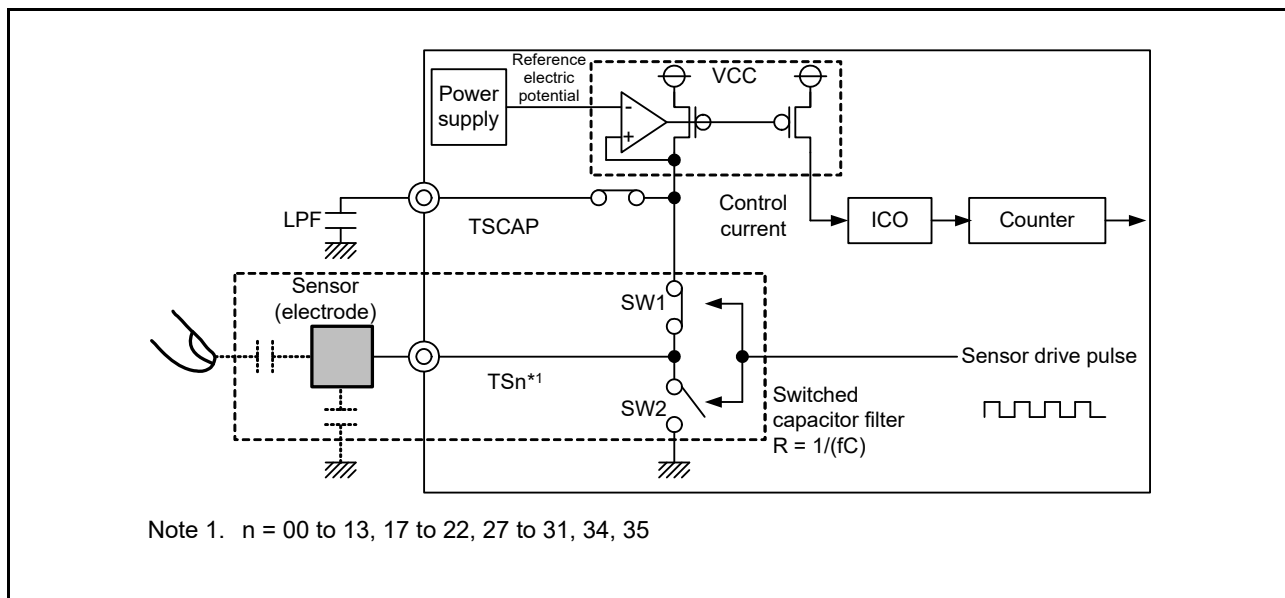 Reference
electric
potential
VCC
Power
supply
-
+
LPF
TSCAP
Control
current
ICO
Counter
Sensor
(electrode)
SW1
Sensor drive pulse
TSn*1
SW2
Switched
capacitor filter
R = 1/(fC)
Note 1. n = 00 to 13, 17 to 22, 27 to 31, 34, 35